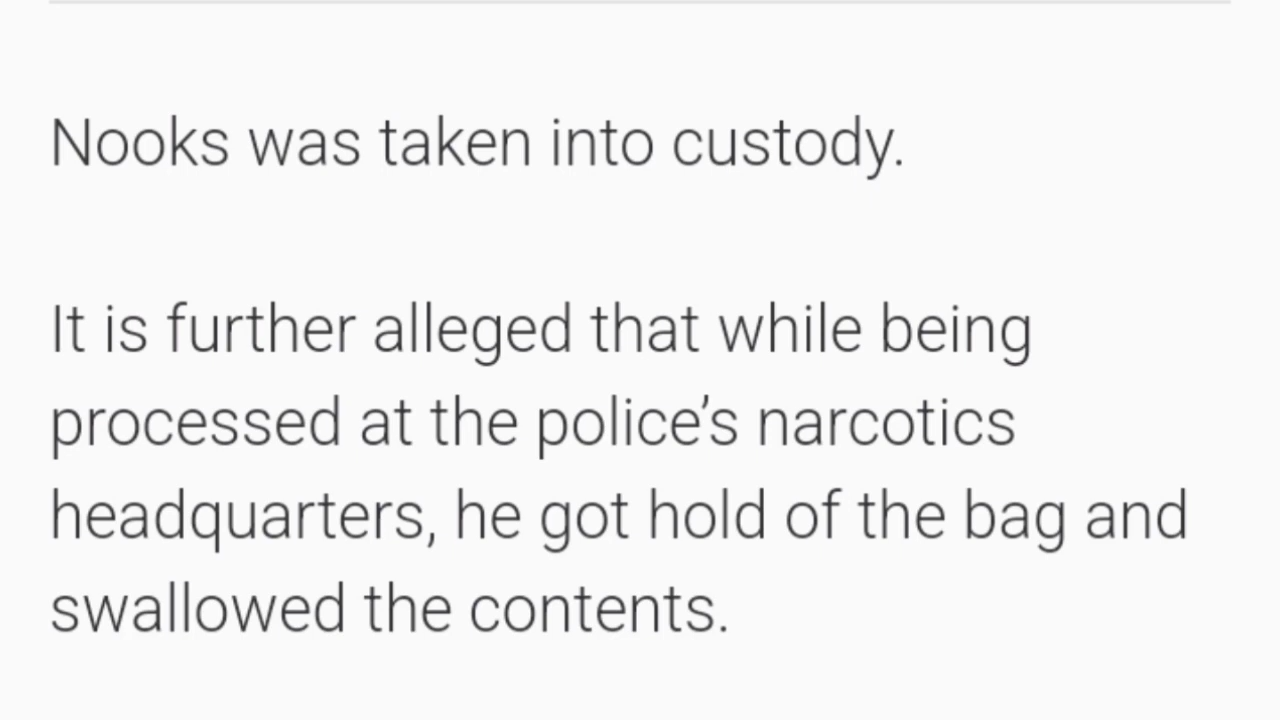 Nooks was taken into custody.
It is further alleged that while being
processed at the police’s narcotics
headquarters, he got hold of the bag and
swallowed the contents.